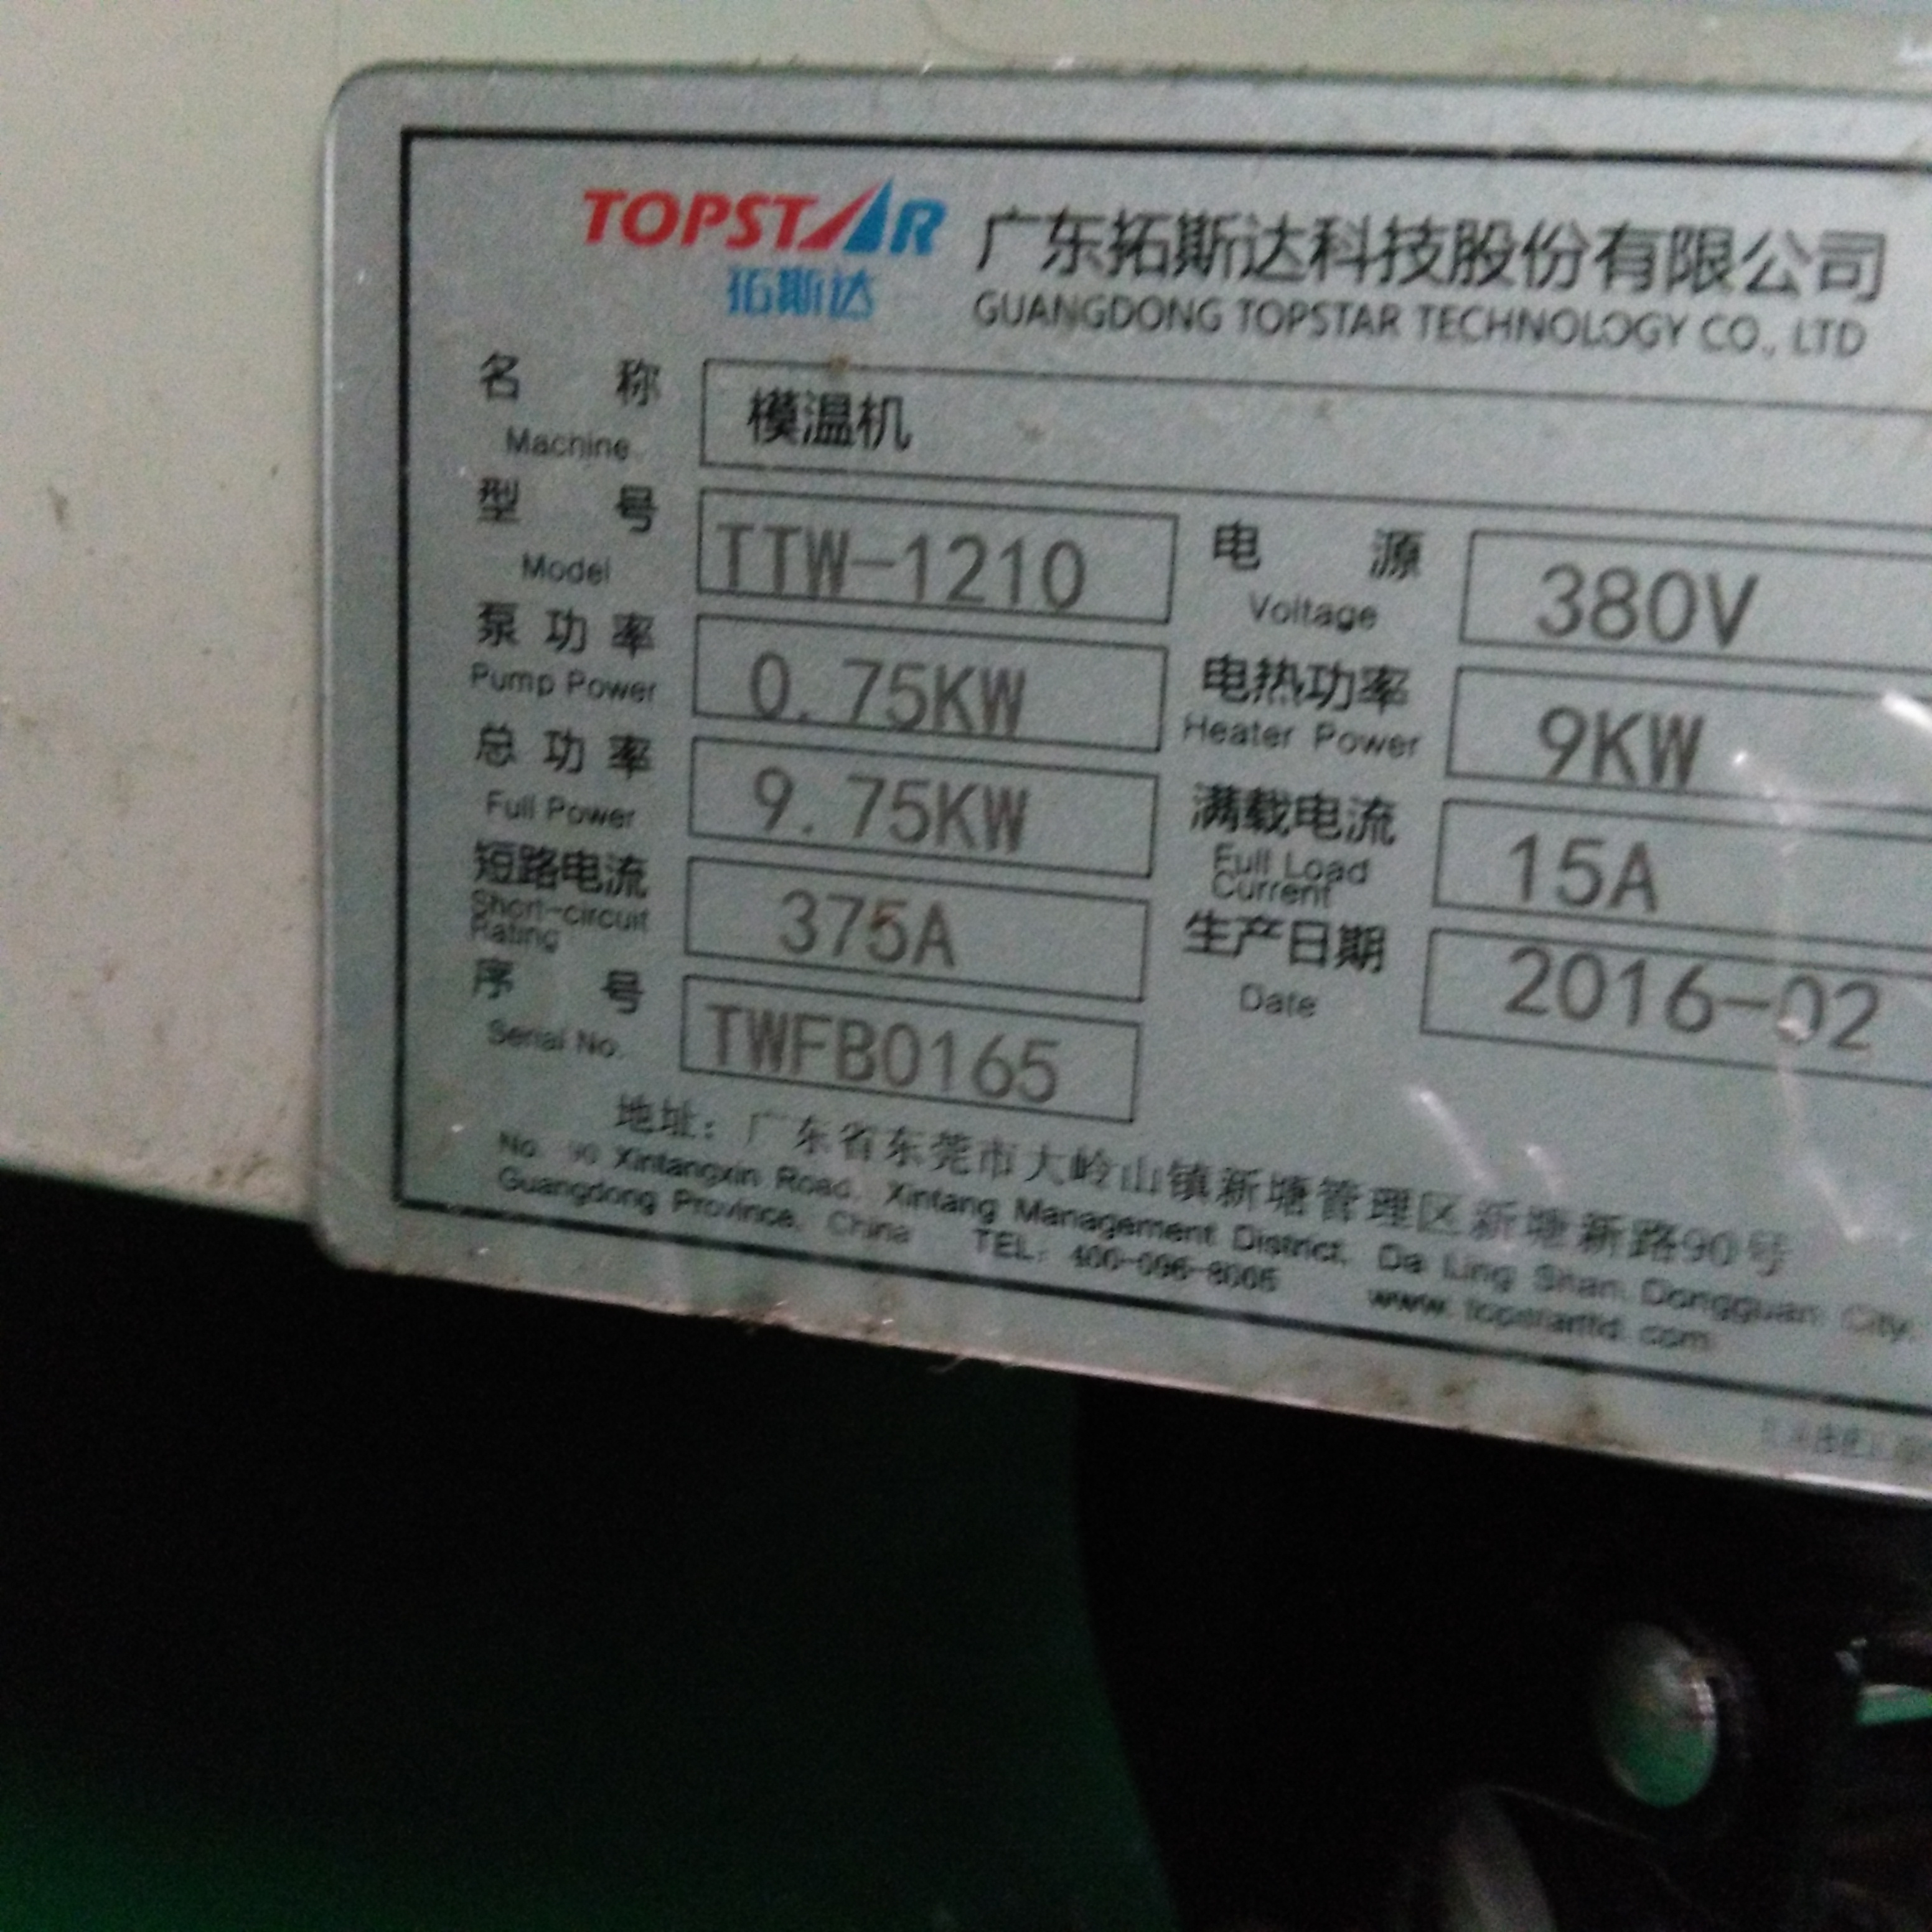 TOPSTAR
拓斯达
广东拓斯达科技股份有限公司
GUANGDONG TOPSTAR TECHNOLOGY CO., LTD
名 称 模温机
Machine
型 号 TTW-1210 电 源 380V
Model Voltage
泵功率 0.75KW 电热功率 9KW
Pump Power Heater Power
总功率 9.75KW 满载电流 15A
Full Power Full Load
Current
短路电流 375A 生产日期 2016-02
Short-circuit
Rating Date
序 号 TWFB0165
Serial No.
地址：广东省东莞市大岭山镇新塘管理区新塘新路90号
No. 90 Xintangxin Road, Xintang Management District, Da Ling Shan, Dongguan City,
Guangdong Province, China TEL: 400-096-8005 www.topstarltd.com